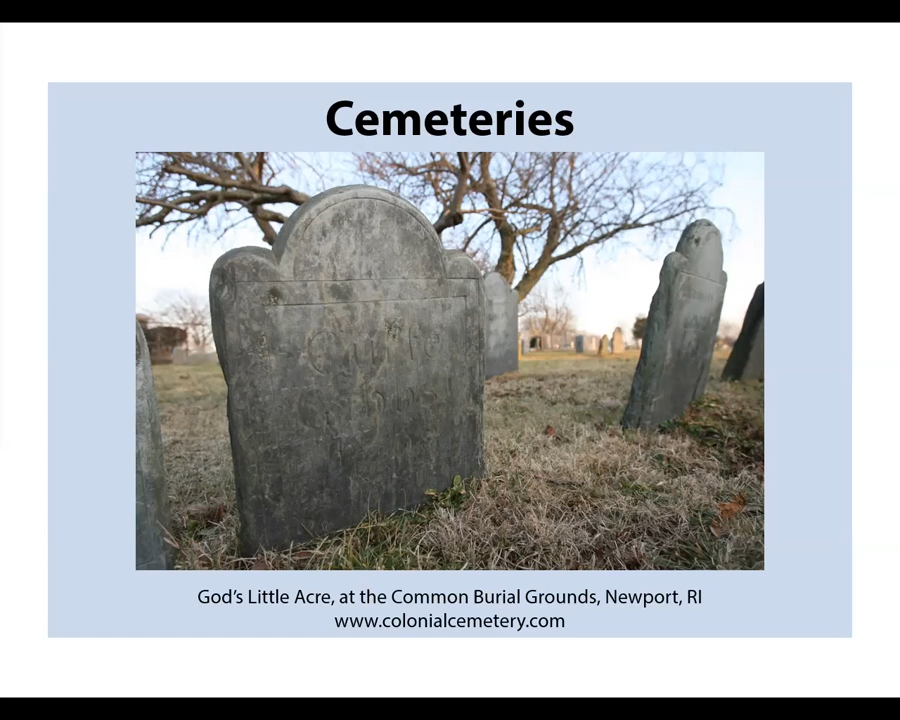 Cemeteries
God's Little Acre, at the Common Burial Grounds, Newport, RI
www.colonialcemetery.com